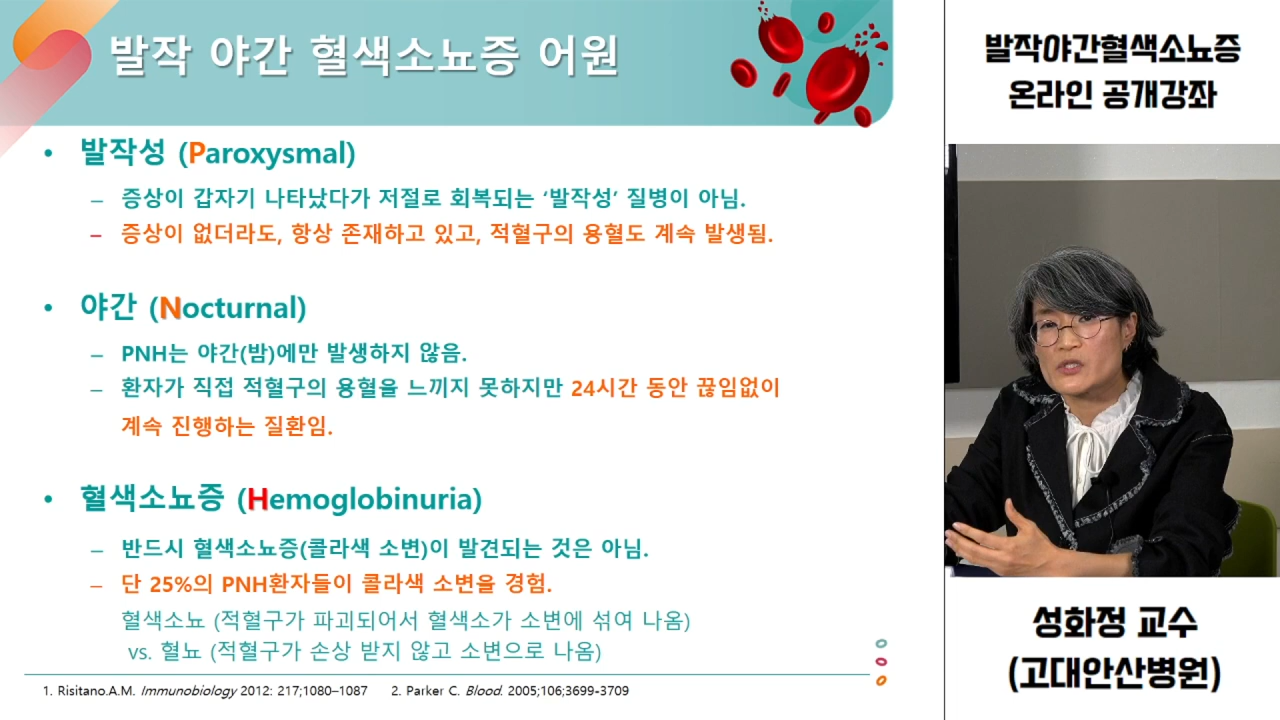 발작 야간 혈색소뇨증 어원
• 발작성 (Paroxysmal)
– 증상이 갑자기 나타났다가 저절로 회복되는 ‘발작성’ 질병이 아님.
– 증상이 없더라도, 항상 존재하고 있고, 적혈구의 용혈도 계속 발생됨.
• 야간 (Nocturnal)
– PNH는 야간(밤)에만 발생하지 않음.
– 환자가 직접 적혈구의 용혈을 느끼지 못하지만 24시간 동안 끊임없이
계속 진행하는 질환임.
• 혈색소뇨증 (Hemoglobinuria)
– 반드시 혈색소뇨증(콜라색 소변)이 발견되는 것은 아님.
– 단 25%의 PNH환자들이 콜라색 소변을 경험.
혈색소뇨 (적혈구가 파괴되어서 혈색소가 소변에 섞여 나옴)
vs. 혈뇨 (적혈구가 손상 받지 않고 소변으로 나옴)
1. Risitano.A.M. Immunobiology 2012: 217;1080–1087 2. Parker C. Blood. 2005;106;3699-3709
발작야간혈색소뇨증
온라인 공개강좌
성화정 교수
(고대안산병원)